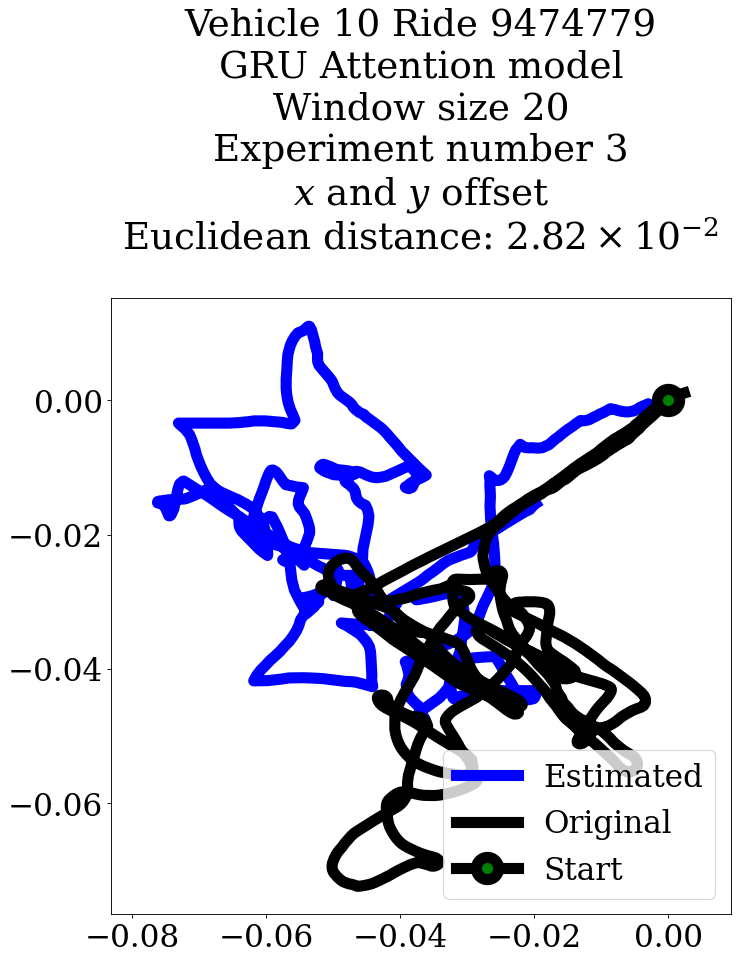 Vehicle 10 Ride 9474779
GRU Attention model
Window size 20
Experiment number 3
x and y offset
Euclidean distance: 2.82 × 10⁻²
0.00
−0.02
−0.04
−0.06
Estimated
Original
Start
−0.08 −0.06 −0.04 −0.02 0.00